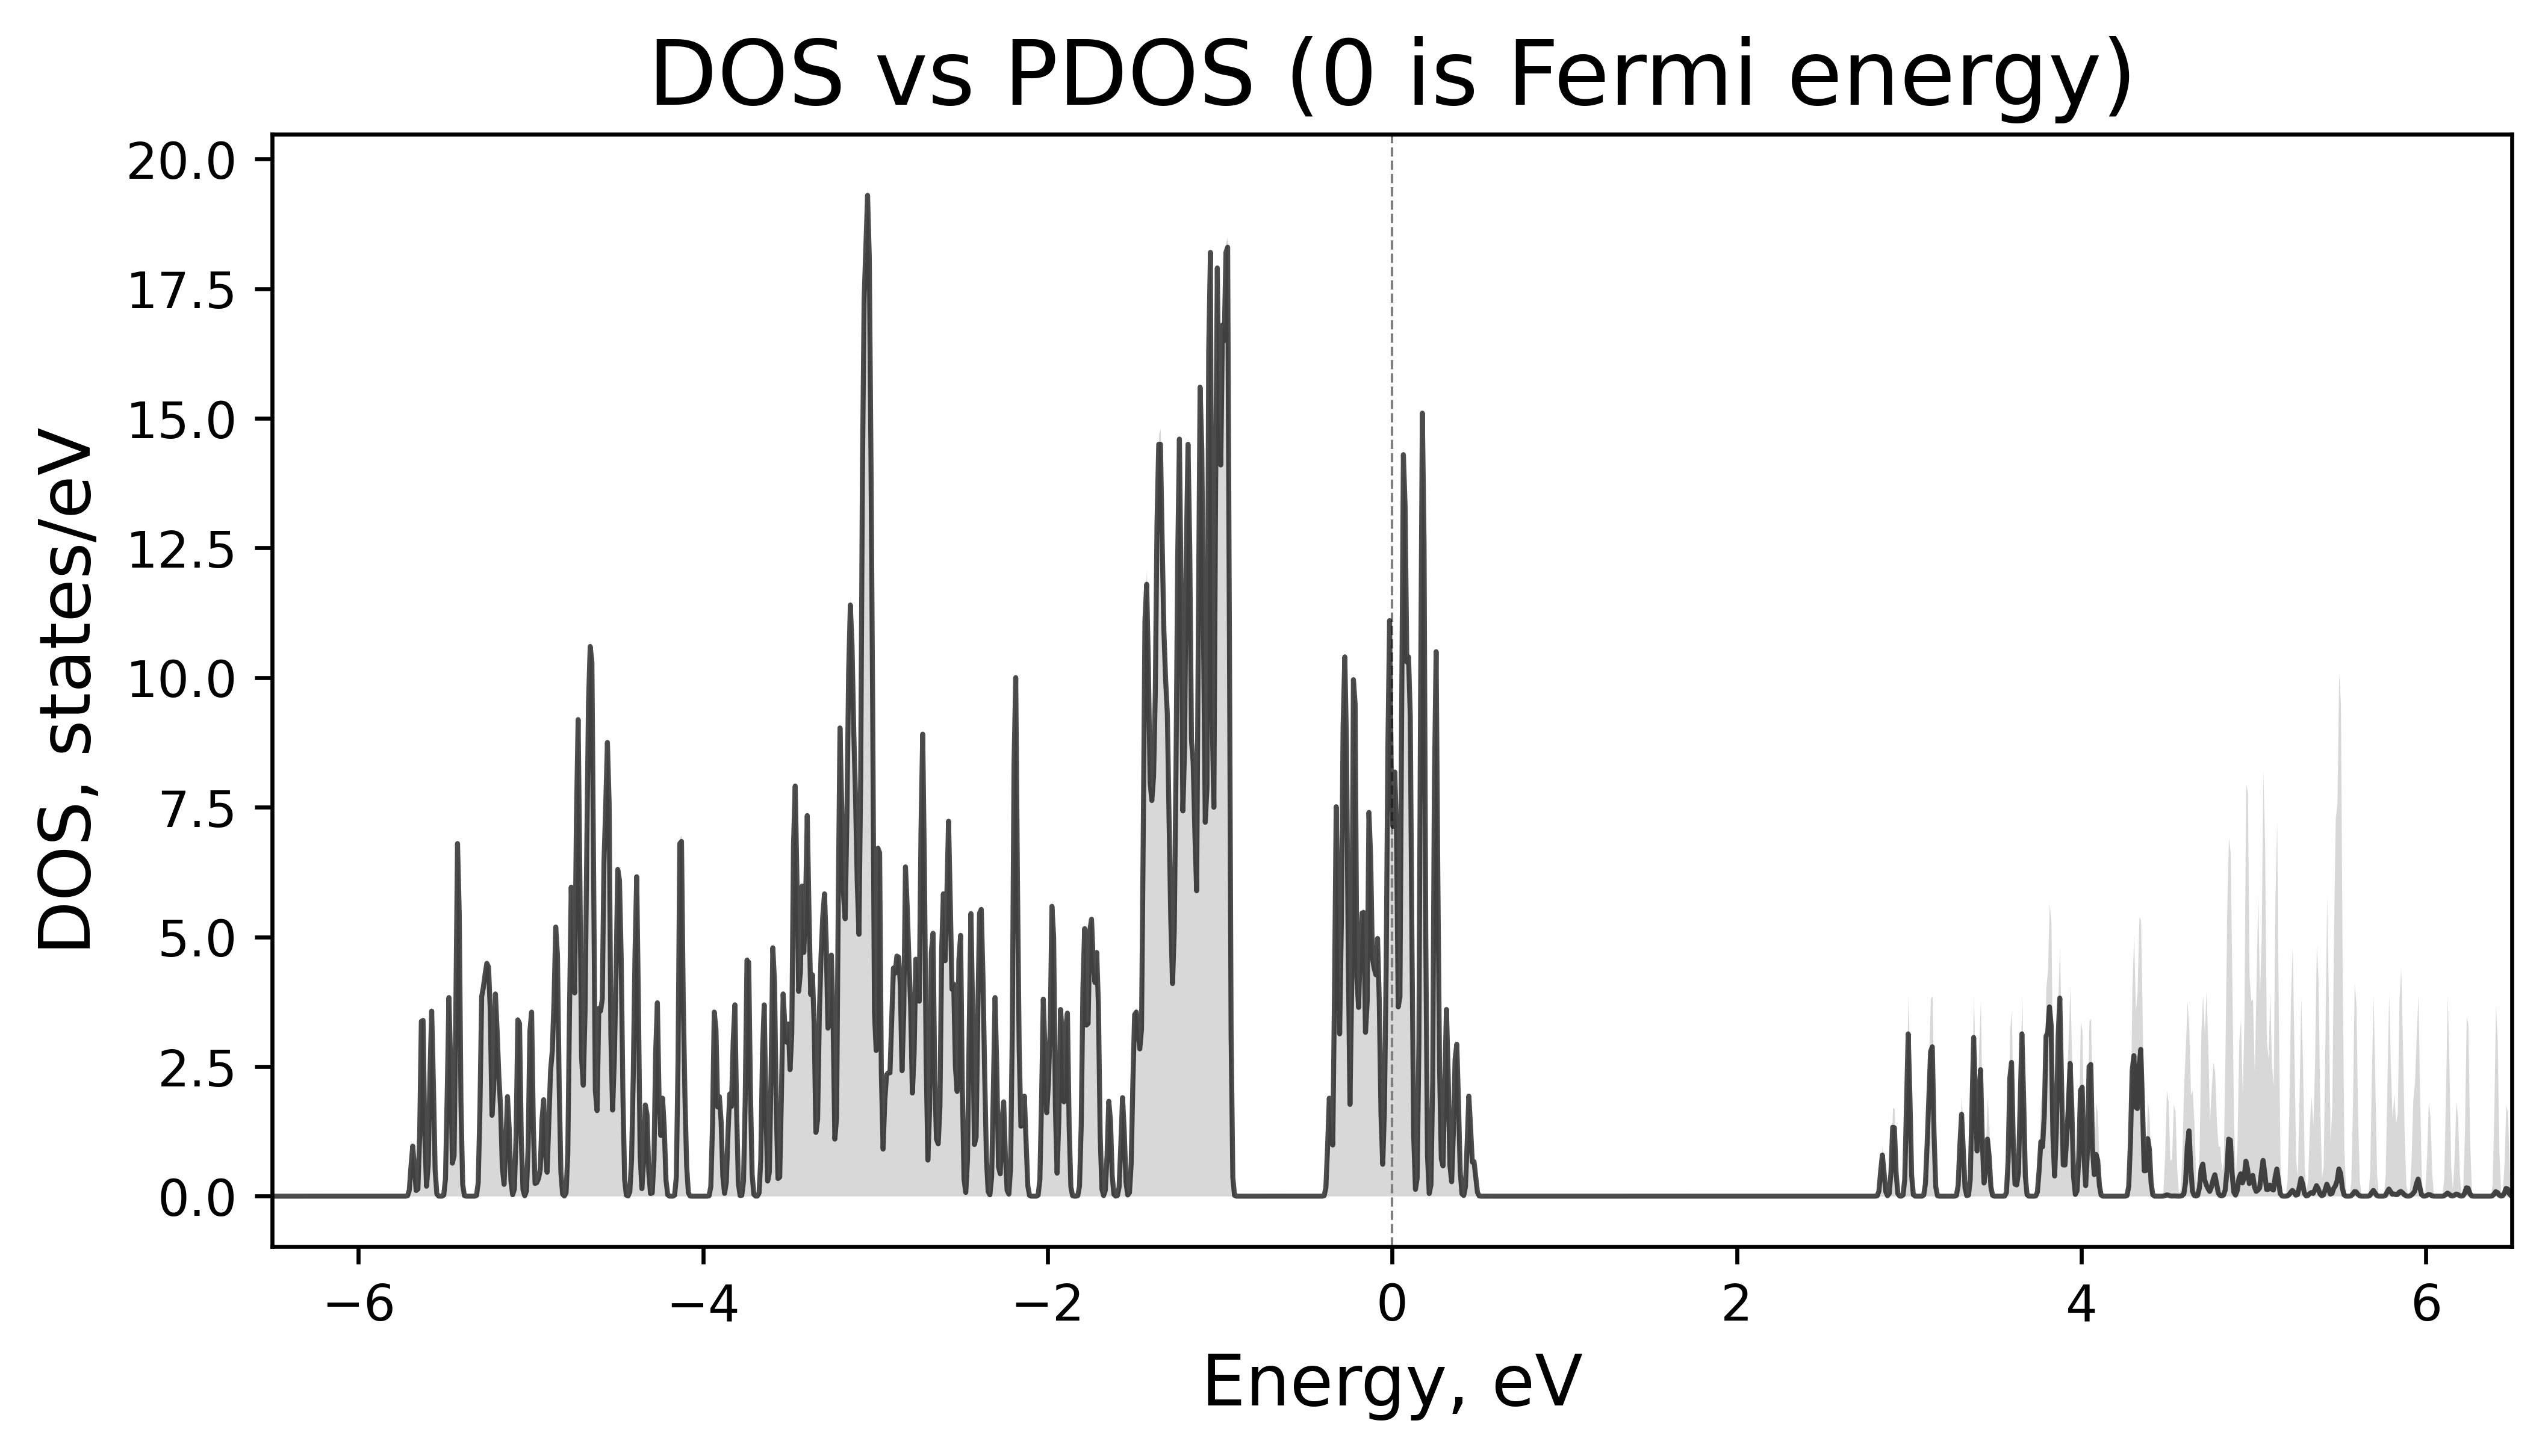 DOS vs PDOS (0 is Fermi energy)
DOS, states/eV
20.0
17.5
15.0
12.5
10.0
7.5
5.0
2.5
0.0
−6 −4 −2 0 2 4 6
Energy, eV